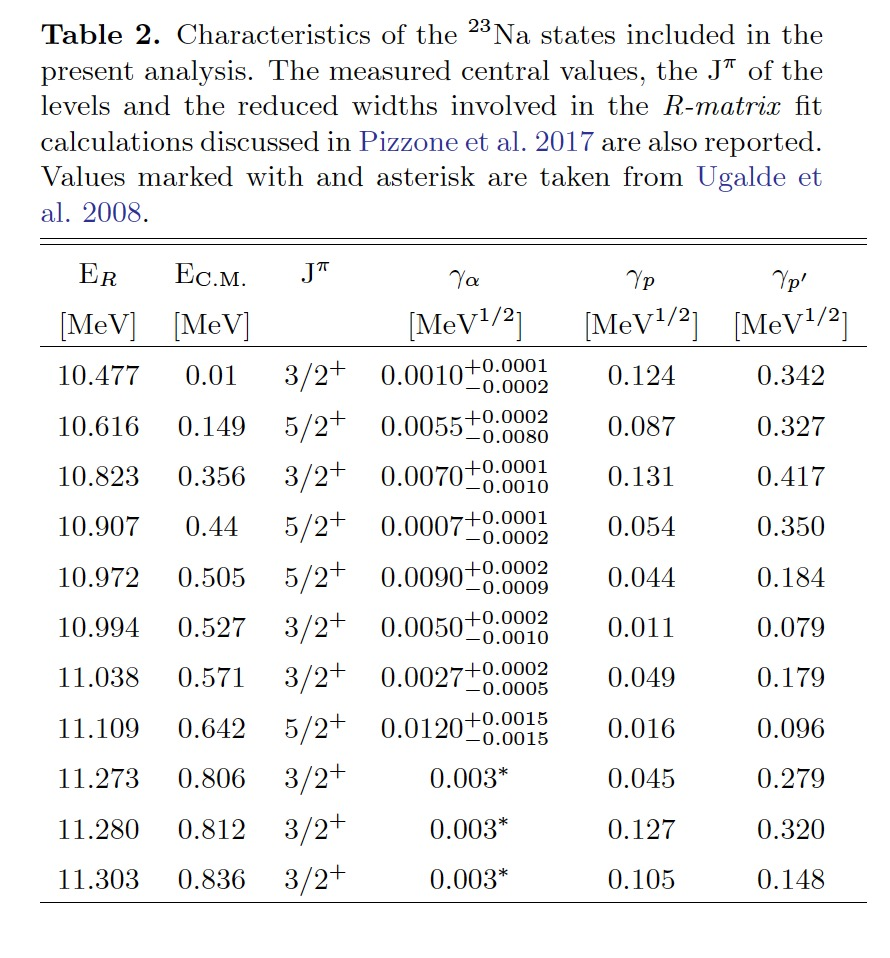 Table 2. Characteristics of the ²³Na states included in the
present analysis. The measured central values, the Jπ of the
levels and the reduced widths involved in the R-matrix fit
calculations discussed in Pizzone et al. 2017 are also reported.
Values marked with and asterisk are taken from Ugalde et
al. 2008.
E_R E_C.M. J^π γ_α γ_p γ_p′
[MeV] [MeV] [MeV^1/2] [MeV^1/2] [MeV^1/2]
10.477 0.01 3/2+ 0.0010 +0.0001 −0.0002 0.124 0.342
10.616 0.149 5/2+ 0.0055 +0.0002 −0.0080 0.087 0.327
10.823 0.356 3/2+ 0.0070 +0.0001 −0.0010 0.131 0.417
10.907 0.44 5/2+ 0.0007 +0.0001 −0.0002 0.054 0.350
10.972 0.505 5/2+ 0.0090 +0.0002 −0.0009 0.044 0.184
10.994 0.527 3/2+ 0.0050 +0.0002 −0.0010 0.011 0.079
11.038 0.571 3/2+ 0.0027 +0.0002 −0.0005 0.049 0.179
11.109 0.642 5/2+ 0.0120 +0.0015 −0.0015 0.016 0.096
11.273 0.806 3/2+ 0.003* 0.045 0.279
11.280 0.812 3/2+ 0.003* 0.127 0.320
11.303 0.836 3/2+ 0.003* 0.105 0.148